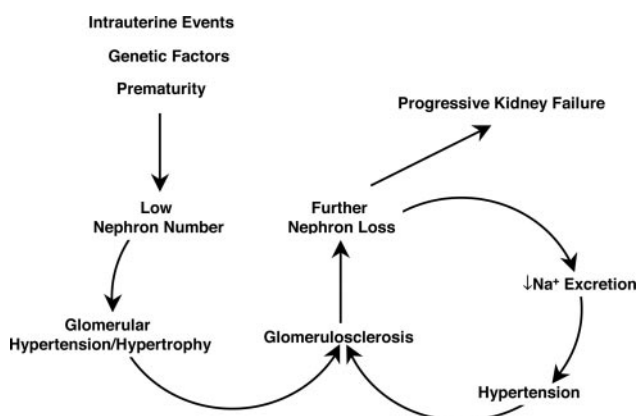 Intrauterine Events
Genetic Factors
Prematurity
Progressive Kidney Failure
Low
Nephron Number
Further
Nephron Loss
↓Na⁺ Excretion
Glomerular
Hypertension/Hypertrophy
Glomerulosclerosis
Hypertension